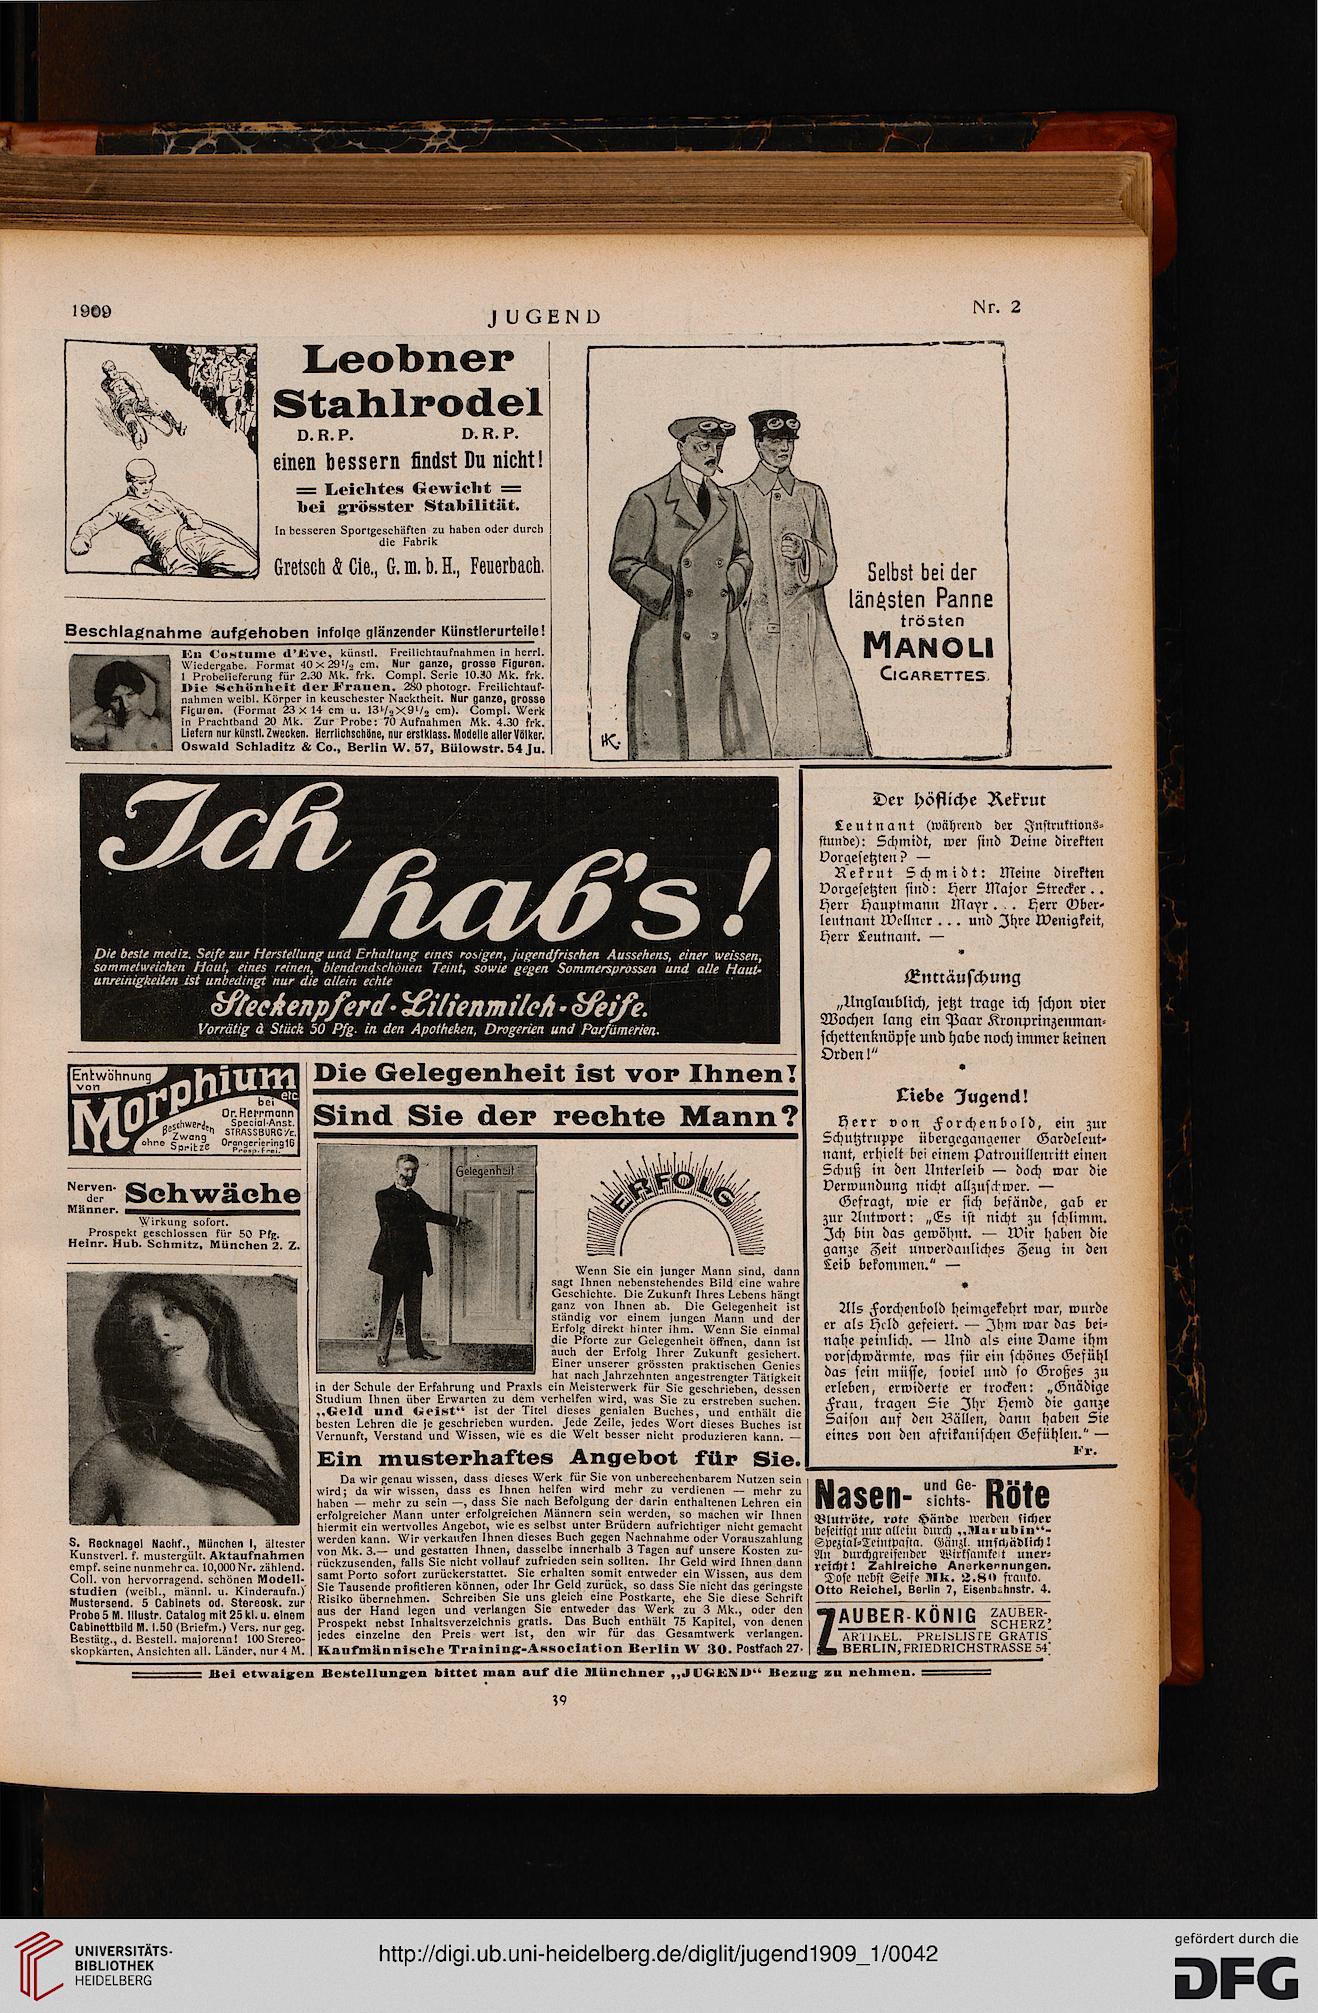 1909
JUGEND
Nr. 2
Leobner
Stahlrodel
D. R. P. D. R. P.
einen bessern findst Du nicht!
= Leichtes Gewicht =
bei grösster Stabilität.
In besseren Sportgeschäften zu haben oder durch
die Fabrik
Gretsch & Cie., G. m. b. H., Feuerbach.
Selbst bei der
längsten Panne
trösten
MANOLI
CIGARETTES.
HK.
Beschlagnahme aufgehoben infolge glänzender Künstlerurteile!
En Costume d'Eve, künstl. Freilichtaufnahmen in herrl.
Wiedergabe. Format 40 × 29½ cm. Nur ganze, grosse Figuren.
1 Probelieferung für 2.30 Mk. frk. Compl. Serie 10.30 Mk. frk.
Die Schönheit der Frauen. 280 photogr. Freilichtauf-
nahmen weibl. Körper in keuschester Nacktheit. Nur ganze, grosse
Figuren. (Format 23 × 14 cm u. 13½×9½ cm). Compl. Werk
in Prachtband 20 Mk. Zur Probe: 70 Aufnahmen Mk. 4.30 frk.
Liefern nur künstl. Zwecken. Herrlichschöne, nur erstklass. Modelle aller Völker.
Oswald Schladitz & Co., Berlin W. 57, Bülowstr. 54 Ju.
Ich
hab's!
Die beste mediz. Seife zur Herstellung und Erhaltung eines rosigen, jugendfrischen Aussehens, einer weissen,
sammetweichen Haut, eines reinen, blendendschönen Teint, sowie gegen Sommersprossen und alle Haut-
unreinigkeiten ist unbedingt nur die allein echte
Steckenpferd-Lilienmilch-Seife.
Vorrätig à Stück 50 Pfg. in den Apotheken, Drogerien und Parfümerien.
Der höfliche Rekrut
Leutnant (während der Instruktions-
stunde): Schmidt, wer sind Deine direkten
Vorgesetzten? —
Rekrut Schmidt: Meine direkten
Vorgesetzten sind: Herr Major Strecker . .
Herr Hauptmann Mayr . . . Herr Ober-
leutnant Wellner . . . und Ihre Wenigkeit,
Herr Leutnant. —
*
Enttäuschung
„Unglaublich, jetzt trage ich schon vier
Wochen lang ein Paar Kronprinzenman-
schettenknöpfe und habe noch immer keinen
Orden!"
*
Liebe Jugend!
Herr von Forchenbold, ein zur
Schutztruppe übergegangener Gardeleut-
nant, erhielt bei einem Patrouillenritt einen
Schuß in den Unterleib — doch war die
Verwundung nicht allzuschwer. —
Gefragt, wie er sich befände, gab er
zur Antwort: „Es ist nicht zu schlimm.
Ich bin das gewöhnt. — Wir haben die
ganze Zeit unverdauliches Zeug in den
Leib bekommen." —
*
Als Forchenbold heimgekehrt war, wurde
er als Held gefeiert. — Ihm war das bei-
nahe peinlich. — Und als eine Dame ihm
vorschwärmte, was für ein schönes Gefühl
das sein müsse, soviel und so Großes zu
erleben, erwiderte er trocken: „Gnädige
Frau, tragen Sie Ihr Hemd die ganze
Saison auf den Bällen, dann haben Sie
eines von den afrikanischen Gefühlen." —
Fr.
Entwöhnung
von
Morphium
etc
bei
Dr. Herrmann
Special-Anst.
STRASSBURG i/E.
Orangeriering 16
Prosp. frei.
ohne Beschwerden
Zwang
Spritze
Nerven-
der
Männer.
Schwäche
Wirkung sofort.
Prospekt geschlossen für 50 Pfg.
Heinr. Hub. Schmitz, München 2. Z.
S. Recknagel Nachf., München I, ältester
Kunstverl. f. mustergült. Aktaufnahmen
empf. seine nunmehr ca. 10,000 Nr. zählend.
Coll. von hervorragend. schönen Modell-
studien (weibl., männl. u. Kinderaufn.)
Mustersend. 5 Cabinets od. Stereosk. zur
Probe 5 M. Illustr. Catalog mit 25 kl. u. einem
Cabinettbild M. 1.50 (Briefm.) Vers. nur geg.
Bestätg., d. Bestell. majorenn! 100 Stereo-
skopkarten, Ansichten all. Länder, nur 4 M.
Die Gelegenheit ist vor Ihnen!
Sind Sie der rechte Mann?
Gelegenheit
ERFOLG
Wenn Sie ein junger Mann sind, dann
sagt Ihnen nebenstehendes Bild eine wahre
Geschichte. Die Zukunft Ihres Lebens hängt
ganz von Ihnen ab. Die Gelegenheit ist
ständig vor einem jungen Mann und der
Erfolg direkt hinter ihm. Wenn Sie einmal
die Pforte zur Gelegenheit öffnen, dann ist
auch der Erfolg Ihrer Zukunft gesichert.
Einer unserer grössten praktischen Genies
hat nach Jahrzehnten angestrengter Tätigkeit
in der Schule der Erfahrung und Praxis ein Meisterwerk für Sie geschrieben, dessen
Studium Ihnen über Erwarten zu dem verhelfen wird, was Sie zu erstreben suchen.
„Geld und Geist" ist der Titel dieses genialen Buches, und enthält die
besten Lehren die je geschrieben wurden. Jede Zeile, jedes Wort dieses Buches ist
Vernunft, Verstand und Wissen, wie es die Welt besser nicht produzieren kann. —
Ein musterhaftes Angebot für Sie.
Da wir genau wissen, dass dieses Werk für Sie von unberechenbarem Nutzen sein
wird; da wir wissen, dass es Ihnen helfen wird mehr zu verdienen — mehr zu
haben — mehr zu sein —, dass Sie nach Befolgung der darin enthaltenen Lehren ein
erfolgreicher Mann unter erfolgreichen Männern sein werden, so machen wir Ihnen
hiermit ein wertvolles Angebot, wie es selbst unter Brüdern aufrichtiger nicht gemacht
werden kann. Wir verkaufen Ihnen dieses Buch gegen Nachnahme oder Vorauszahlung
von Mk. 3.— und gestatten Ihnen, dasselbe innerhalb 3 Tagen auf unsere Kosten zu-
rückzusenden, falls Sie nicht vollauf zufrieden sein sollten. Ihr Geld wird Ihnen dann
samt Porto sofort zurückerstattet. Sie erhalten somit entweder ein Wissen, aus dem
Sie Tausende profitieren können, oder Ihr Geld zurück, so dass Sie nicht das geringste
Risiko übernehmen. Schreiben Sie uns gleich eine Postkarte, ehe Sie diese Schrift
aus der Hand legen und verlangen Sie entweder das Werk zu 3 Mk., oder den
Prospekt nebst Inhaltsverzeichnis gratis. Das Buch enthält 75 Kapitel, von denen
jedes einzelne den Preis wert ist, den wir für das Gesamtwerk verlangen.
Kaufmännische Training-Association Berlin W 30. Postfach 27.
Nasen- und Ge-
sichts- Röte
Blutröte, rote Hände werden sicher
beseitigt nur allein durch „Marubin"-
Spezial-Teintpasta. Gänzl. unschädlich!
An durchgreifender Wirksamkeit uner-
reicht! Zahlreiche Anerkennungen.
Dose nebst Seife Mk. 2.80 franko.
Otto Reichel, Berlin 7, Eisenbahnstr. 4.
ZAUBER-KÖNIG ZAUBER-,
SCHERZ-,
ARTIKEL. PREISLISTE GRATIS
BERLIN, FRIEDRICHSTRASSE 54.
Bei etwaigen Bestellungen bittet man auf die Münchner „JUGEND" Bezug zu nehmen.
39
UNIVERSITÄTS-
BIBLIOTHEK
HEIDELBERG
http://digi.ub.uni-heidelberg.de/diglit/jugend1909_1/0042
gefördert durch die
DFG